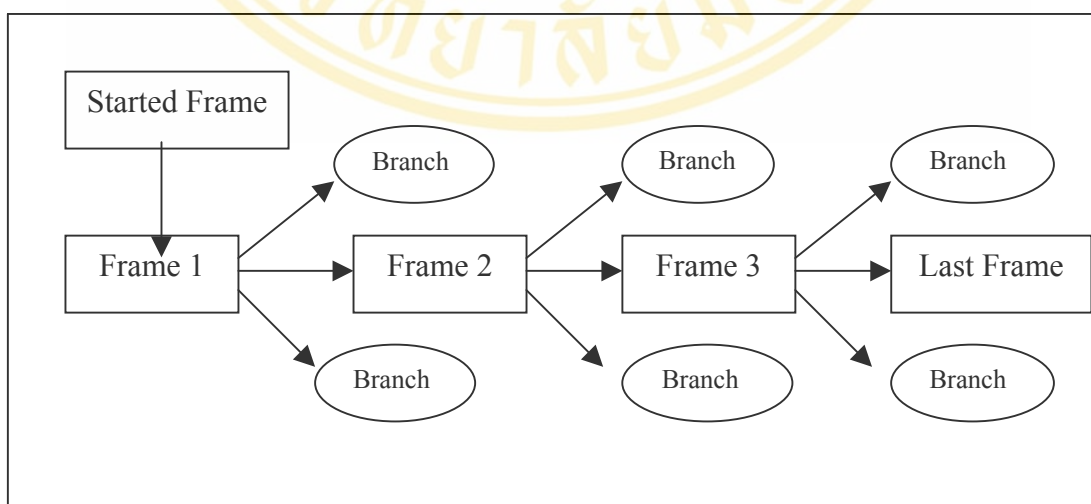 Started Frame
Branch
Branch
Branch
Frame 1
Frame 2
Frame 3
Last Frame
Branch
Branch
Branch